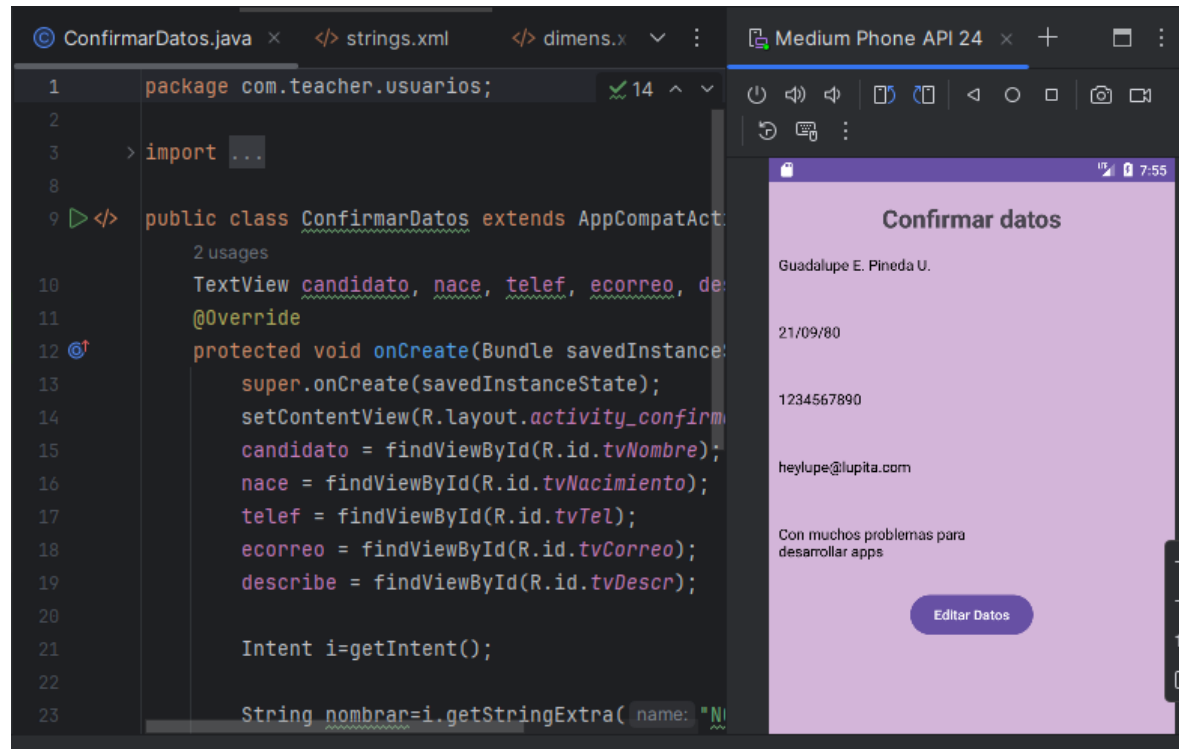 ConfirmarDatos.java
strings.xml
dimens.x
Medium Phone API 24
14
1 package com.teacher.usuarios;
2
3 import ...
8
9 public class ConfirmarDatos extends AppCompatAct
2 usages
10 TextView candidato, nace, telef, ecorreo, de
11 @Override
12 protected void onCreate(Bundle savedInstanceS
13 super.onCreate(savedInstanceState);
14 setContentView(R.layout.activity_confirm
15 candidato = findViewById(R.id.tvNombre);
16 nace = findViewById(R.id.tvNacimiento);
17 telef = findViewById(R.id.tvTel);
18 ecorreo = findViewById(R.id.tvCorreo);
19 describe = findViewById(R.id.tvDescr);
20
21 Intent i=getIntent();
22
23 String nombrar=i.getStringExtra( name: "N
7:55
Confirmar datos
Guadalupe E. Pineda U.
21/09/80
1234567890
heylupe@lupita.com
Con muchos problemas para
desarrollar apps
Editar Datos